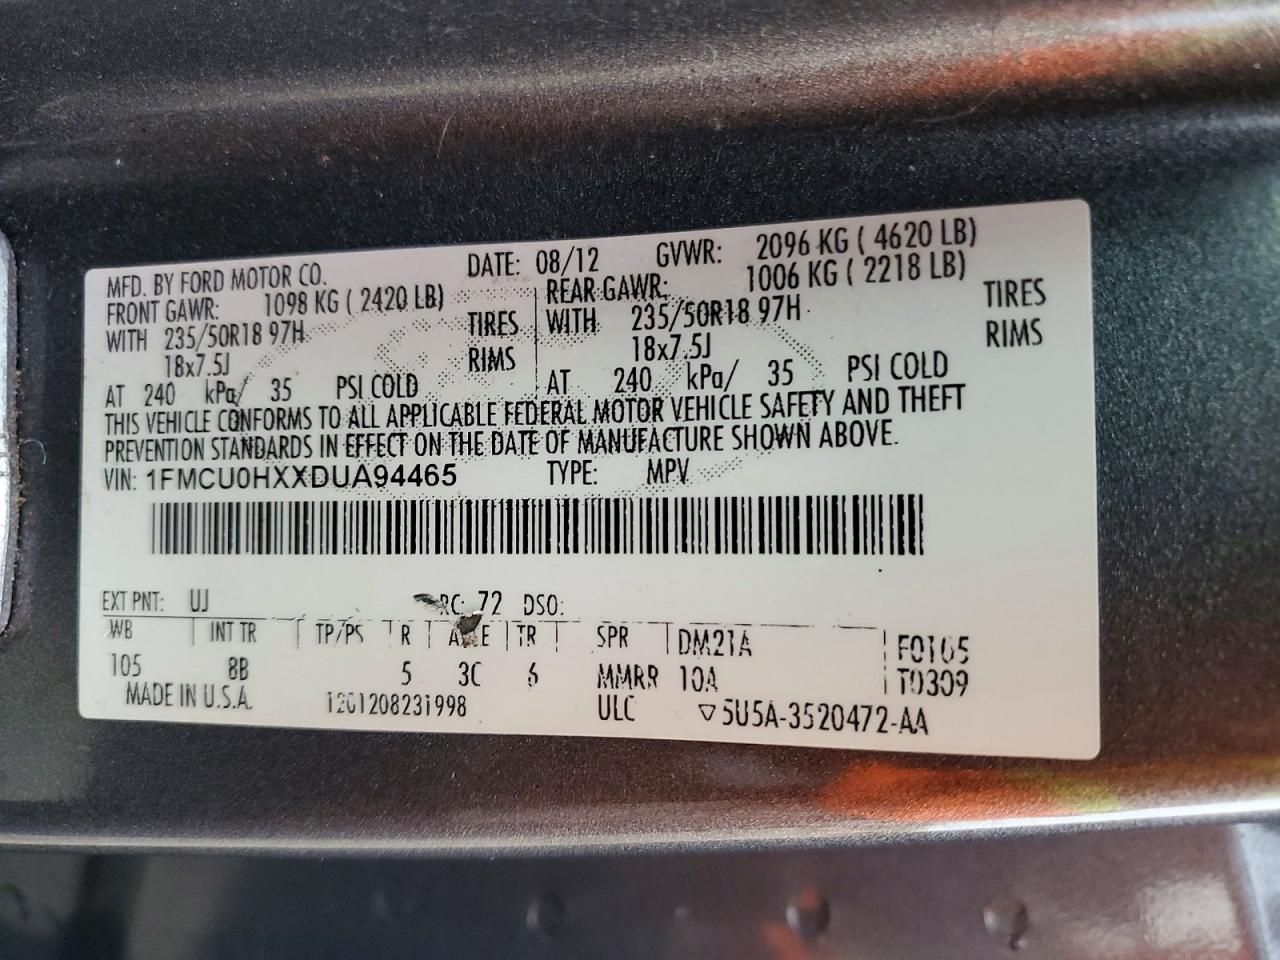 MFD. BY FORD MOTOR CO. DATE: 08/12 GVWR: 2096 KG ( 4620 LB)
FRONT GAWR: 1098 KG ( 2420 LB) REAR GAWR: 1006 KG ( 2218 LB)
WITH 235/50R18 97H TIRES WITH 235/50R18 97H TIRES
18x7.5J RIMS 18x7.5J RIMS
AT 240 kPa/ 35 PSI COLD AT 240 kPa/ 35 PSI COLD
THIS VEHICLE CONFORMS TO ALL APPLICABLE FEDERAL MOTOR VEHICLE SAFETY AND THEFT
PREVENTION STANDARDS IN EFFECT ON THE DATE OF MANUFACTURE SHOWN ABOVE.
VIN: 1FMCU0HXXDUA94465 TYPE: MPV
EXT PNT: UJ RC: 72 DSO:
WB INT TR TP/PS R AXLE TR SPR DM21A F0165
105 8B 5 3C 6 MMRR 10A T0309
MADE IN U.S.A. 1201208231998 ULC ▽5U5A-3520472-AA